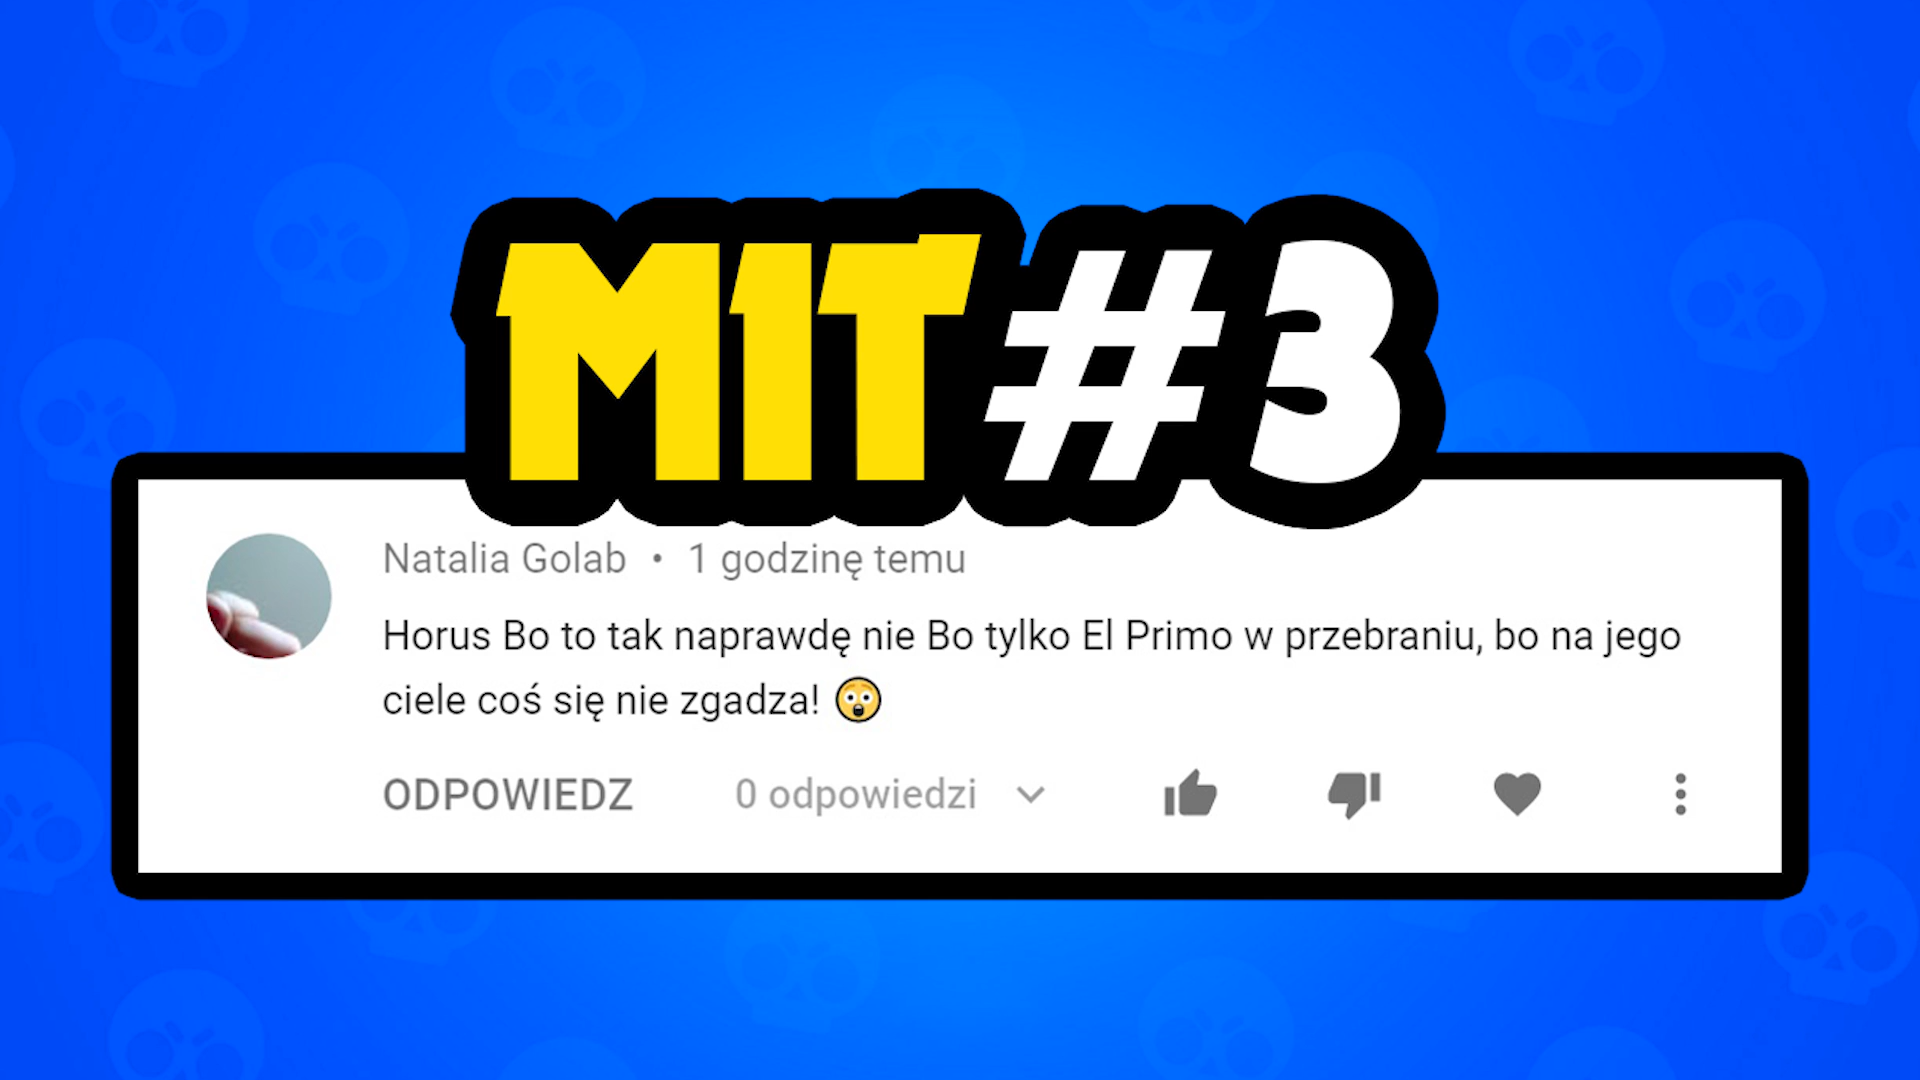 MIT #3
Natalia Golab • 1 godzinę temu
Horus Bo to tak naprawdę nie Bo tylko El Primo w przebraniu, bo na jego
ciele coś się nie zgadza! 😲
ODPOWIEDZ 0 odpowiedzi